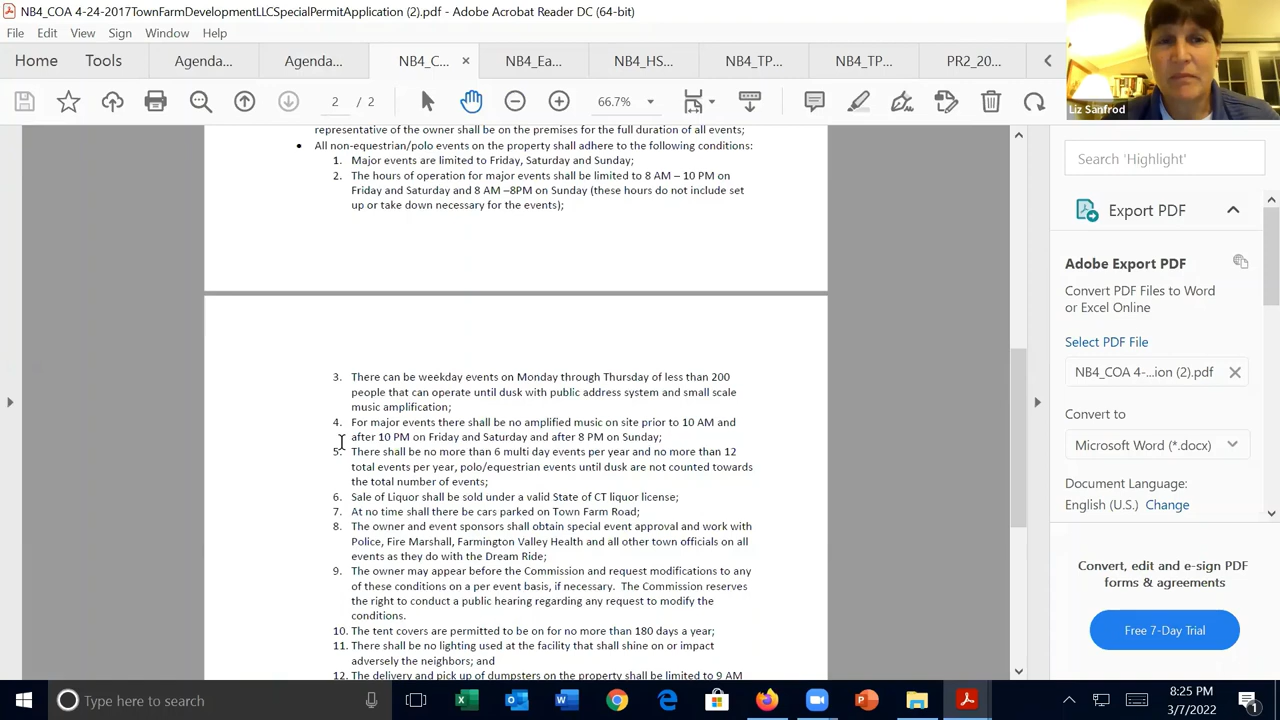 NB4_COA 4-24-2017TownFarmDevelopmentLLCSpecialPermitApplication (2).pdf - Adobe Acrobat Reader DC (64-bit)
File Edit View Sign Window Help
Home Tools Agenda... Agenda... NB4_C... × NB4_Ea... NB4_HS... NB4_TP... NB4_TP... PR2_20...
2 / 2 66.7%
Liz Sanfrod
representative of the owner shall be on the premises for the full duration of all events;
• All non-equestrian/polo events on the property shall adhere to the following conditions:
1. Major events are limited to Friday, Saturday and Sunday;
2. The hours of operation for major events shall be limited to 8 AM – 10 PM on
Friday and Saturday and 8 AM –8PM on Sunday (these hours do not include set
up or take down necessary for the events);
3. There can be weekday events on Monday through Thursday of less than 200
people that can operate until dusk with public address system and small scale
music amplification;
4. For major events there shall be no amplified music on site prior to 10 AM and
after 10 PM on Friday and Saturday and after 8 PM on Sunday;
5. There shall be no more than 6 multi day events per year and no more than 12
total events per year, polo/equestrian events until dusk are not counted towards
the total number of events;
6. Sale of Liquor shall be sold under a valid State of CT liquor license;
7. At no time shall there be cars parked on Town Farm Road;
8. The owner and event sponsors shall obtain special event approval and work with
Police, Fire Marshall, Farmington Valley Health and all other town officials on all
events as they do with the Dream Ride;
9. The owner may appear before the Commission and request modifications to any
of these conditions on a per event basis, if necessary. The Commission reserves
the right to conduct a public hearing regarding any request to modify the
conditions.
10. The tent covers are permitted to be on for no more than 180 days a year;
11. There shall be no lighting used at the facility that shall shine on or impact
adversely the neighbors; and
12. The delivery and pick up of dumpsters on the property shall be limited to 9 AM
Search 'Highlight'
Export PDF
Adobe Export PDF
Convert PDF Files to Word
or Excel Online
Select PDF File
NB4_COA 4-...ion (2).pdf
Convert to
Microsoft Word (*.docx)
Document Language:
English (U.S.) Change
Convert, edit and e-sign PDF
forms & agreements
Free 7-Day Trial
Type here to search
8:25 PM
3/7/2022
1